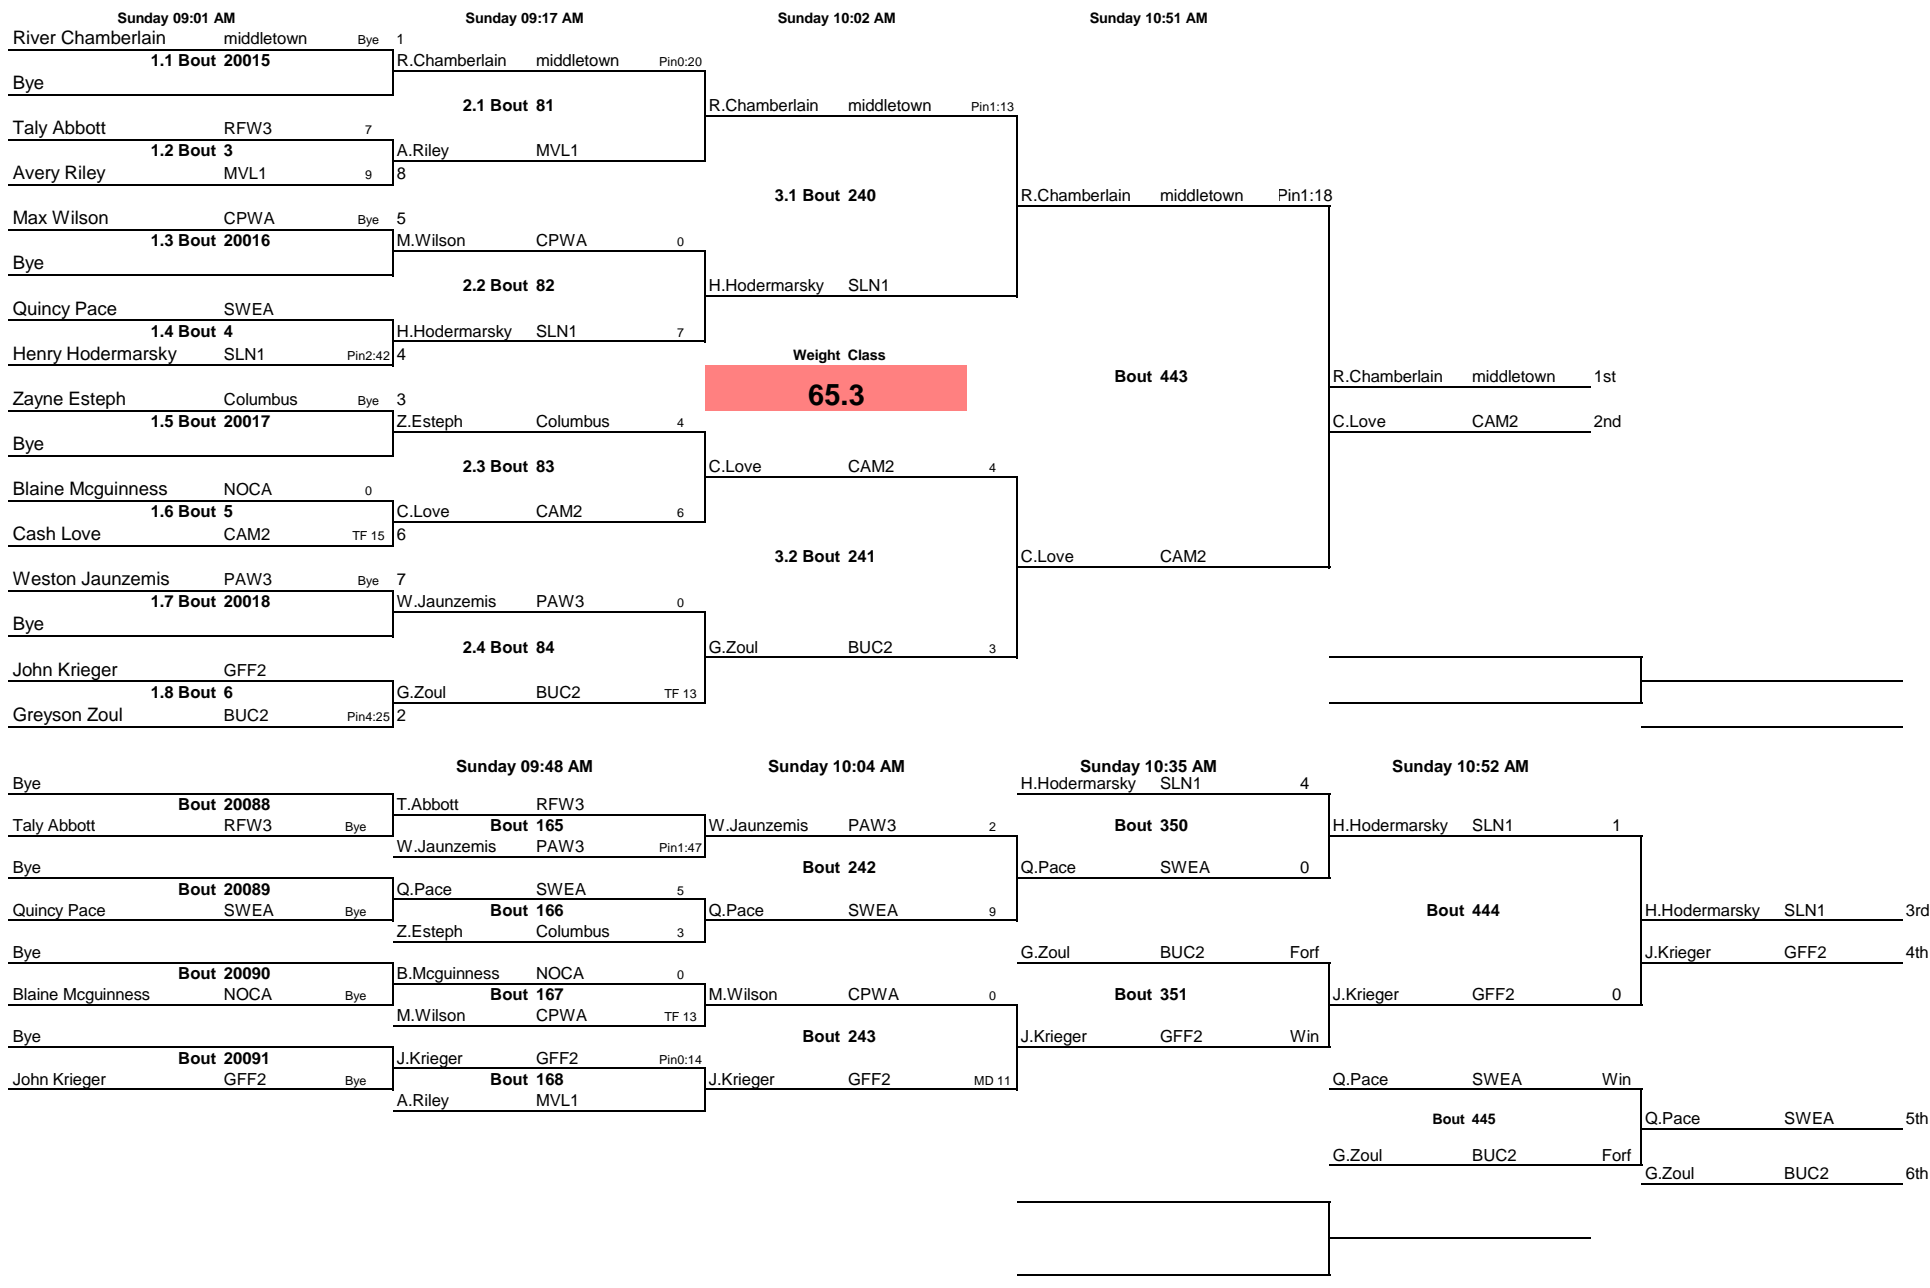 Sunday 09:01 AM Sunday 09:17 AM Sunday 10:02 AM Sunday 10:51 AM
River Chamberlain middletown Bye 1
1.1 Bout 20015 R.Chamberlain middletown Pin0:20
Bye
2.1 Bout 81 R.Chamberlain middletown Pin1:13
Taly Abbott RFW3 7
1.2 Bout 3 A.Riley MVL1
Avery Riley MVL1 9 8
3.1 Bout 240 R.Chamberlain middletown Pin1:18
Max Wilson CPWA Bye 5
1.3 Bout 20016 M.Wilson CPWA 0
Bye
2.2 Bout 82 H.Hodermarsky SLN1
Quincy Pace SWEA
1.4 Bout 4 H.Hodermarsky SLN1 7
Henry Hodermarsky SLN1 Pin2:42 4 Weight Class
Bout 443 R.Chamberlain middletown 1st
Zayne Esteph Columbus Bye 3 65.3
1.5 Bout 20017 Z.Esteph Columbus 4 C.Love CAM2 2nd
Bye
2.3 Bout 83 C.Love CAM2 4
Blaine Mcguinness NOCA 0
1.6 Bout 5 C.Love CAM2 6
Cash Love CAM2 TF 15 6
3.2 Bout 241 C.Love CAM2
Weston Jaunzemis PAW3 Bye 7
1.7 Bout 20018 W.Jaunzemis PAW3 0
Bye
2.4 Bout 84 G.Zoul BUC2 3
John Krieger GFF2
1.8 Bout 6 G.Zoul BUC2 TF 13
Greyson Zoul BUC2 Pin4:25 2
Sunday 09:48 AM Sunday 10:04 AM Sunday 10:35 AM Sunday 10:52 AM
Bye H.Hodermarsky SLN1 4
Bout 20088 T.Abbott RFW3
Taly Abbott RFW3 Bye Bout 165 W.Jaunzemis PAW3 2 Bout 350 H.Hodermarsky SLN1 1
W.Jaunzemis PAW3 Pin1:47
Bye Bout 242 Q.Pace SWEA 0
Bout 20089 Q.Pace SWEA 5
Quincy Pace SWEA Bye Bout 166 Q.Pace SWEA 9 Bout 444 H.Hodermarsky SLN1 3rd
Z.Esteph Columbus 3
Bye G.Zoul BUC2 Forf J.Krieger GFF2 4th
Bout 20090 B.Mcguinness NOCA 0
Blaine Mcguinness NOCA Bye Bout 167 M.Wilson CPWA 0 Bout 351 J.Krieger GFF2 0
M.Wilson CPWA TF 13
Bye Bout 243 J.Krieger GFF2 Win
Bout 20091 J.Krieger GFF2 Pin0:14
John Krieger GFF2 Bye Bout 168 J.Krieger GFF2 MD 11 Q.Pace SWEA Win
A.Riley MVL1
Bout 445 Q.Pace SWEA 5th
G.Zoul BUC2 Forf
G.Zoul BUC2 6th